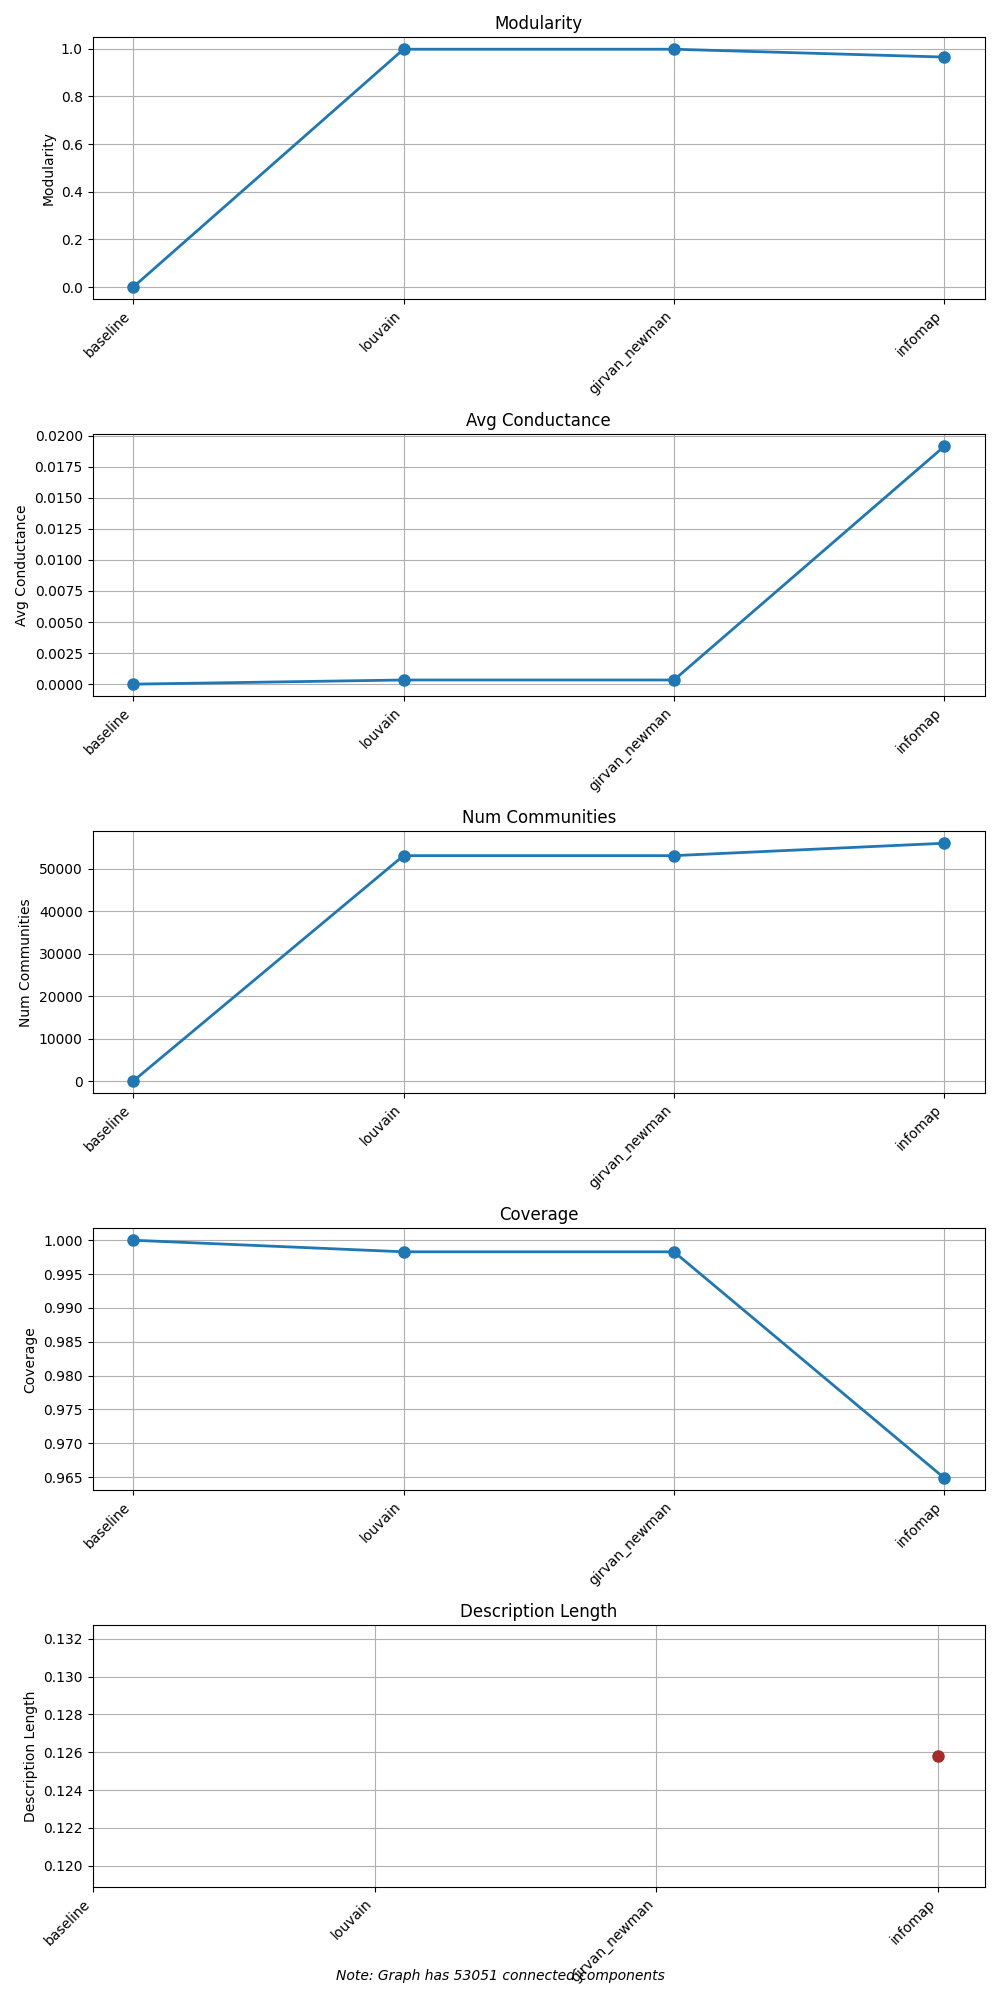 Modularity
1.0
0.8
0.6
0.4
0.2
0.0
Modularity
baseline
louvain
girvan_newman
infomap
Avg Conductance
0.0200
0.0175
0.0150
0.0125
0.0100
0.0075
0.0050
0.0025
0.0000
Avg Conductance
baseline
louvain
girvan_newman
infomap
Num Communities
50000
40000
30000
20000
10000
0
Num Communities
baseline
louvain
girvan_newman
infomap
Coverage
1.000
0.995
0.990
0.985
0.980
0.975
0.970
0.965
Coverage
baseline
louvain
girvan_newman
infomap
Description Length
0.132
0.130
0.128
0.126
0.124
0.122
0.120
Description Length
baseline
louvain
girvan_newman
infomap
Note: Graph has 53051 connected components